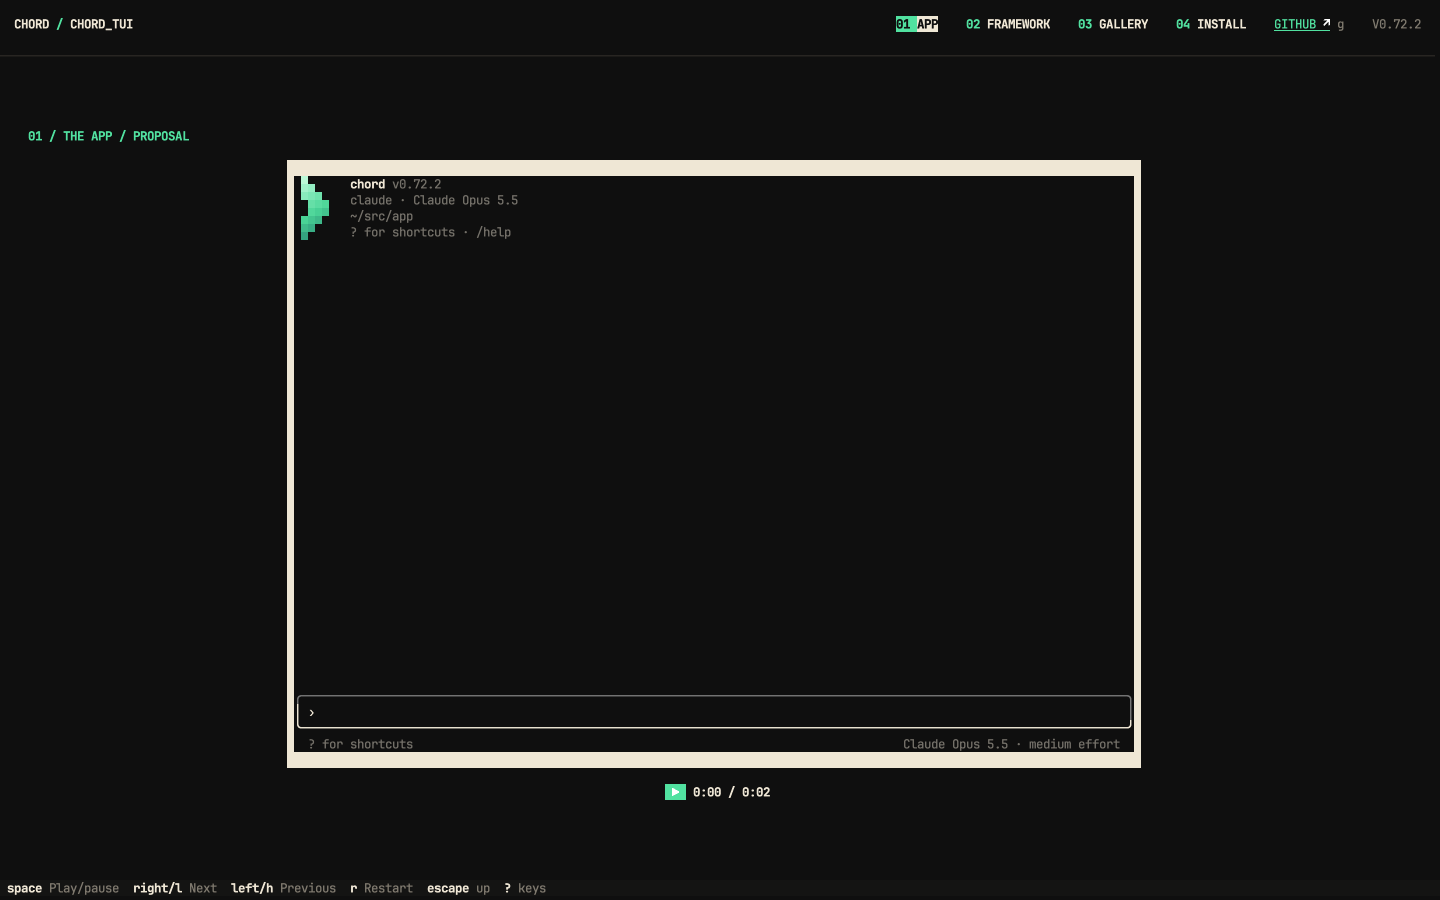 CHORD / CHORD_TUI 01 APP 02 FRAMEWORK 03 GALLERY 04 INSTALL GITHUB ↗ g V0.72.2
01 / THE APP / PROPOSAL
chord v0.72.2
claude · Claude Opus 5.5
~/src/app
? for shortcuts · /help
›
? for shortcuts Claude Opus 5.5 · medium effort
▶ 0:00 / 0:02
space Play/pause right/l Next left/h Previous r Restart escape up ? keys